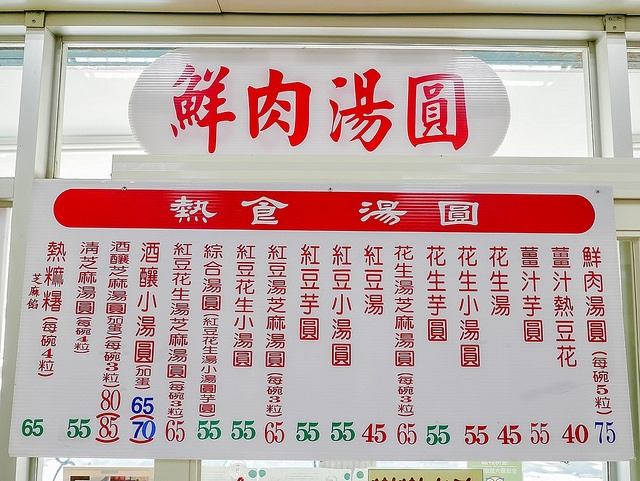 鮮肉湯圓
熱食 湯圓
鮮肉湯圓(每碗5粒) 75
薑汁熱豆花 40
薑汁芋圓 55
花生湯 45
花生小湯圓 55
花生芋圓 55
花生湯芝麻湯圓(每碗3粒) 65
紅豆湯 45
紅豆小湯圓 55
紅豆芋圓 55
紅豆湯芝麻湯圓(每碗3粒) 65
紅豆花生小湯圓 55
綜合湯圓(紅豆花生湯小湯圓芋圓) 55
紅豆花生湯芝麻湯圓(每碗3粒) 65
酒釀小湯圓(加蛋) 65(70)
酒釀芝麻湯圓(加蛋)(每碗3粒) 80(85)
清芝麻湯圓(每碗4粒) 55
熱糍粑(每碗4粒) 65
芝麻餡